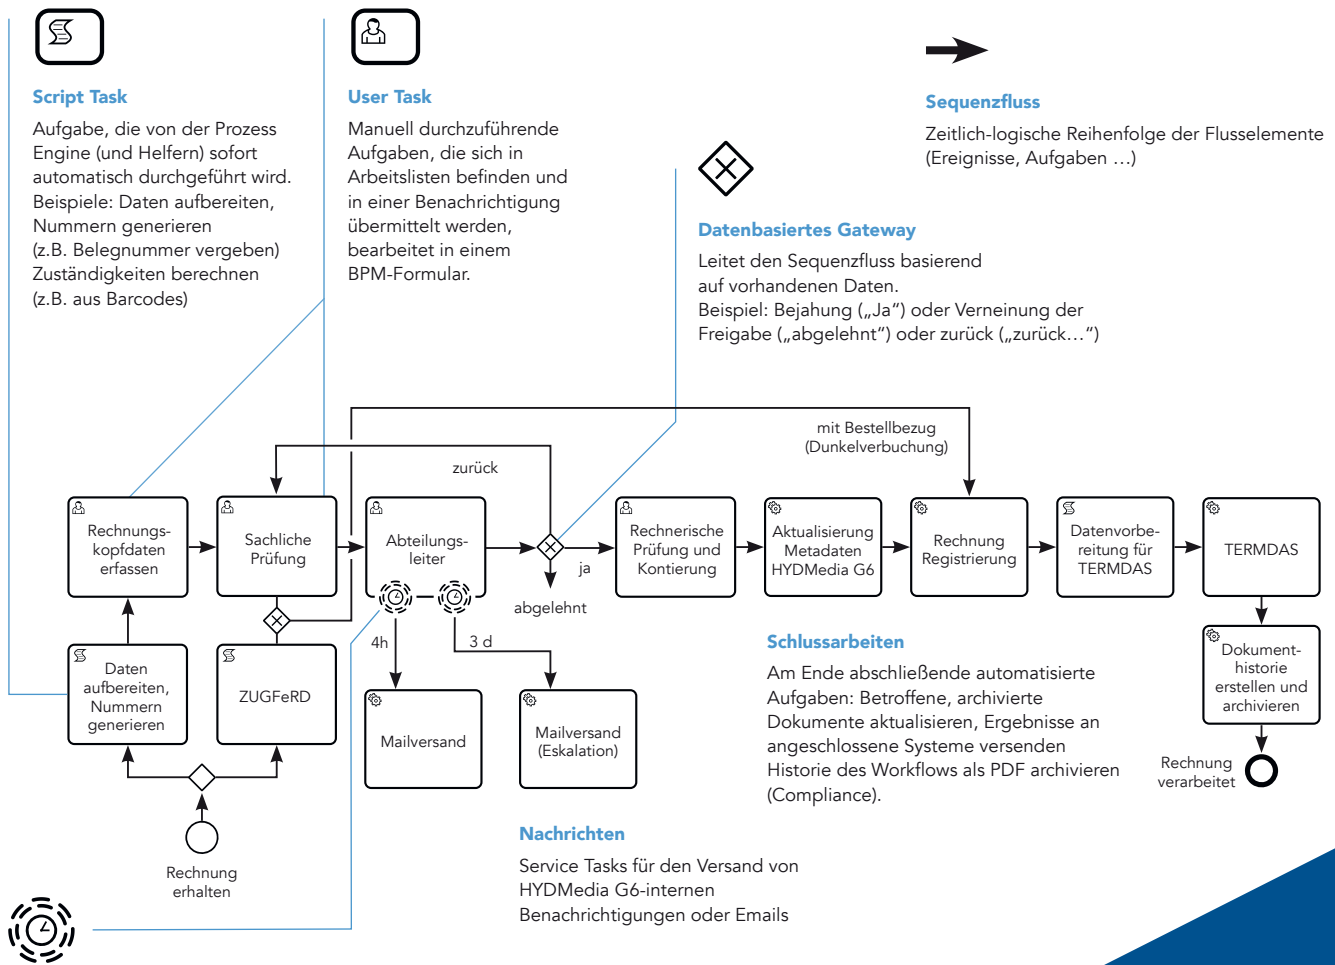 Script Task
Aufgabe, die von der Prozess
Engine (und Helfern) sofort
automatisch durchgeführt wird.
Beispiele: Daten aufbereiten,
Nummern generieren
(z.B. Belegnummer vergeben)
Zuständigkeiten berechnen
(z.B. aus Barcodes)
User Task
Manuell durchzuführende
Aufgaben, die sich in
Arbeitslisten befinden und
in einer Benachrichtigung
übermittelt werden,
bearbeitet in einem
BPM-Formular.
Sequenzfluss
Zeitlich-logische Reihenfolge der Flusselemente
(Ereignisse, Aufgaben …)
Datenbasiertes Gateway
Leitet den Sequenzfluss basierend
auf vorhandenen Daten.
Beispiel: Bejahung („Ja“) oder Verneinung der
Freigabe („abgelehnt“) oder zurück („zurück…“)
mit Bestellbezug
(Dunkelverbuchung)
zurück
Rechnungs-
kopfdaten
erfassen
Sachliche
Prüfung
Abteilungs-
leiter
ja
abgelehnt
Rechnerische
Prüfung und
Kontierung
Aktualisierung
Metadaten
HYDMedia G6
Rechnung
Registrierung
Datenvorbe-
reitung für
TERMDAS
TERMDAS
4h
3 d
Daten
aufbereiten,
Nummern
generieren
ZUGFeRD
Mailversand
Mailversand
(Eskalation)
Schlussarbeiten
Am Ende abschließende automatisierte
Aufgaben: Betroffene, archivierte
Dokumente aktualisieren, Ergebnisse an
angeschlossene Systeme versenden
Historie des Workflows als PDF archivieren
(Compliance).
Dokument-
historie
erstellen und
archivieren
Rechnung
verarbeitet
Rechnung
erhalten
Nachrichten
Service Tasks für den Versand von
HYDMedia G6-internen
Benachrichtigungen oder Emails